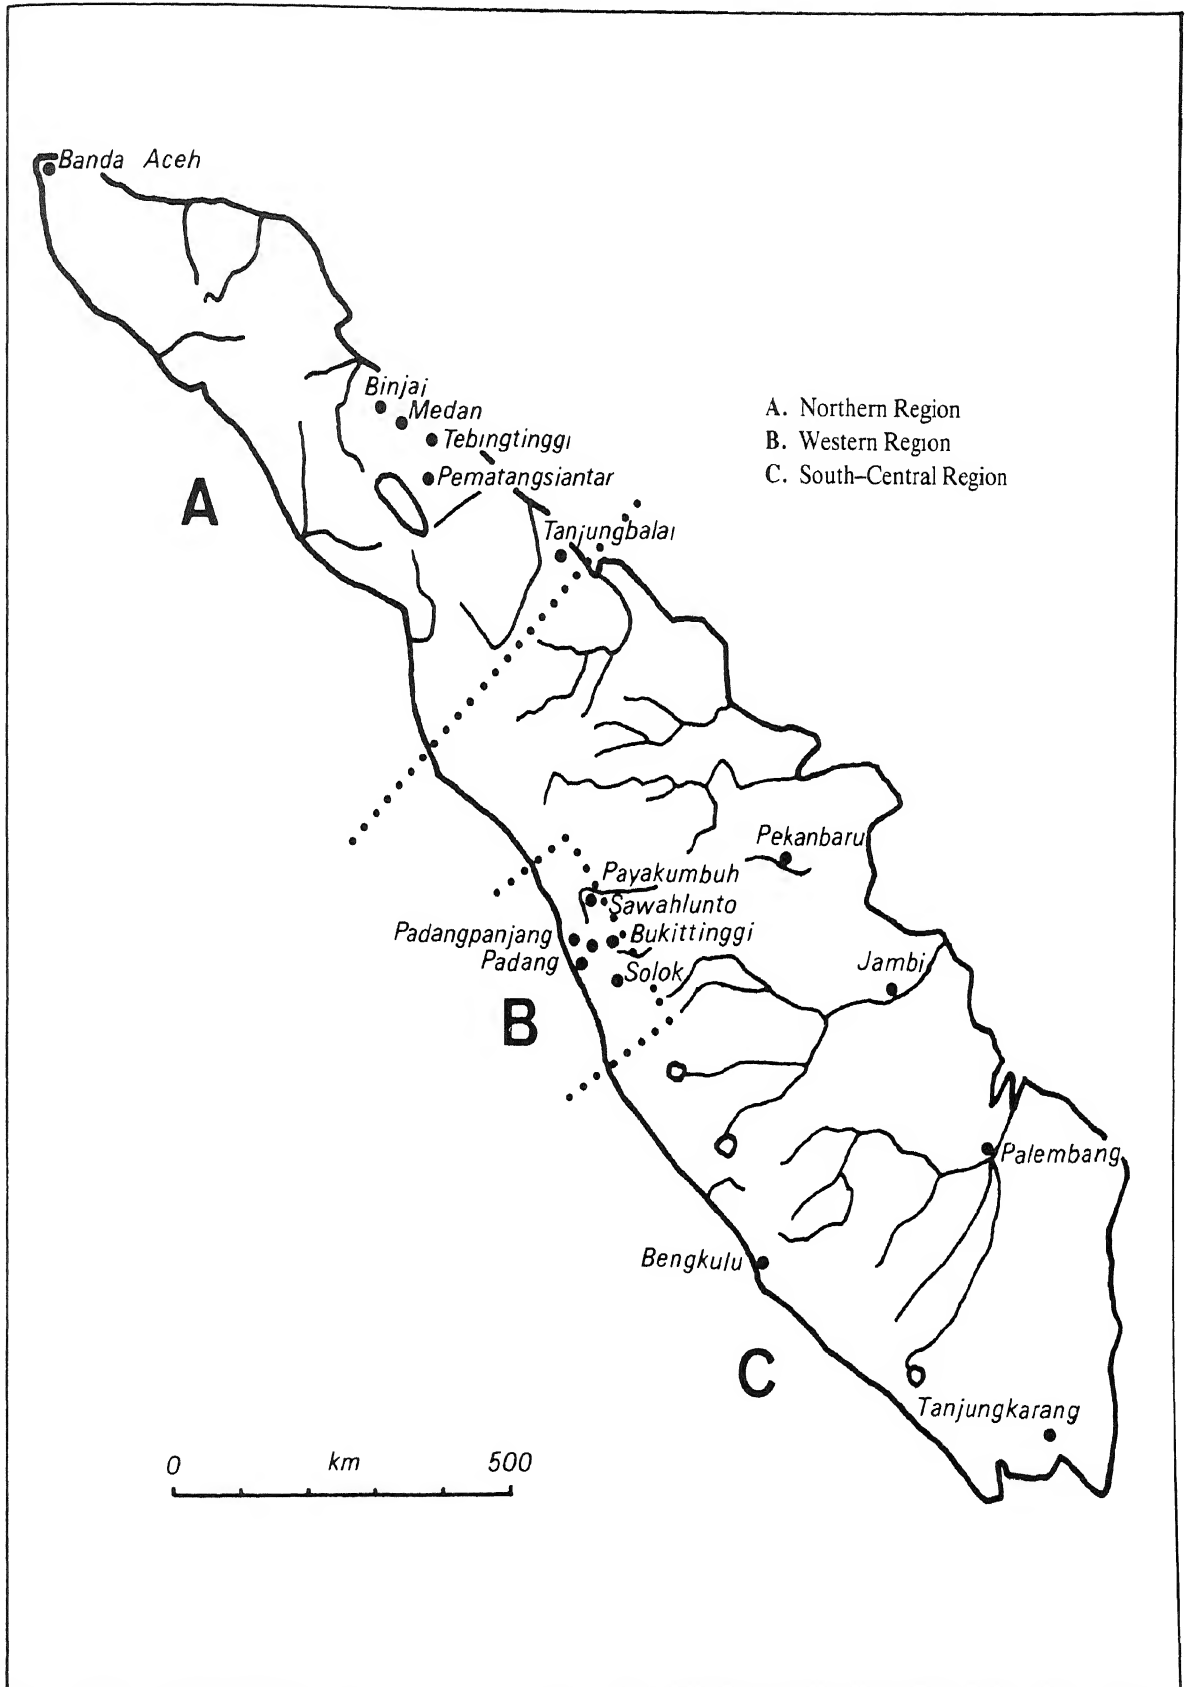 Banda Aceh
Binjai
Medan
Tebingtinggi
Pematangsiantar
A. Northern Region
B. Western Region
C. South–Central Region
A
Tanjungbalai
Pekanbaru
Payakumbuh
Sawahlunto
Padangpanjang
Bukittinggi
Padang
Solok
Jambi
B
Palembang
Bengkulu
C
Tanjungkarang
0 km 500